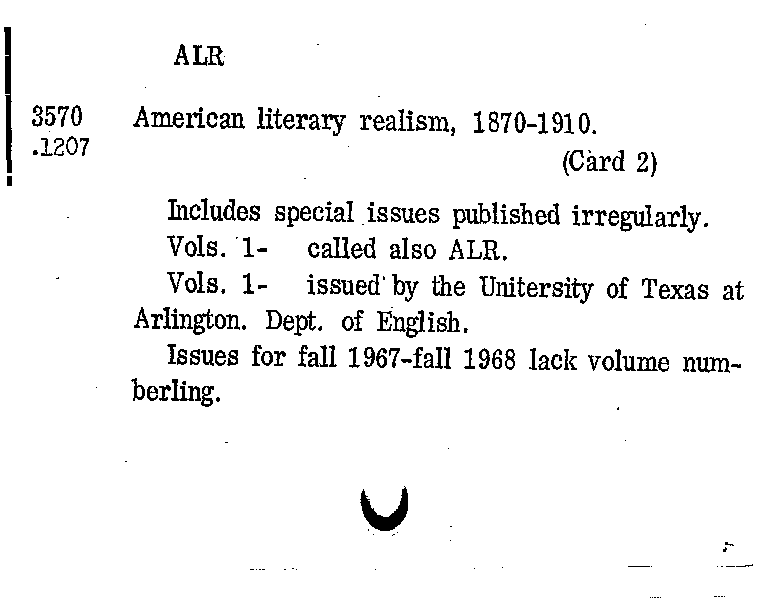 ALR
3570 American literary realism, 1870-1910.
.1207
(Card 2)
Includes special issues published irregularly.
Vols. 1- called also ALR.
Vols. 1- issued by the Unitersity of Texas at
Arlington. Dept. of English.
Issues for fall 1967-fall 1968 lack volume num-
berling.